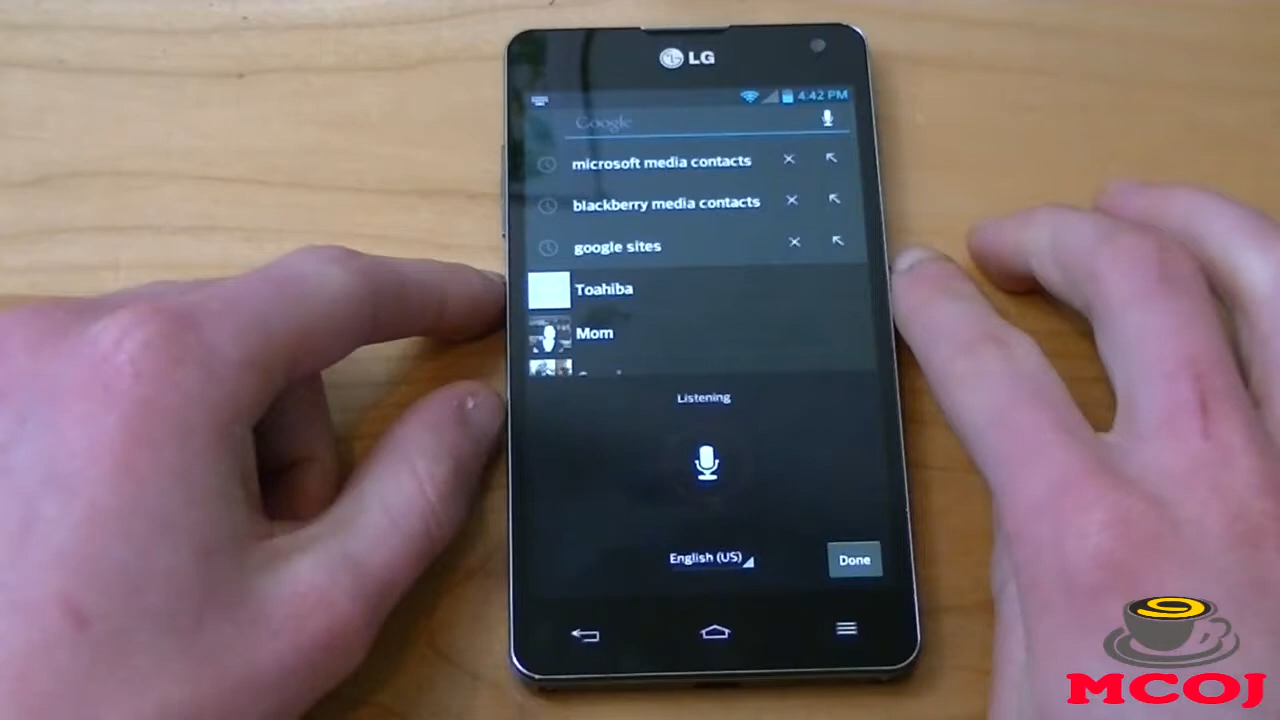 LG
4:42 PM
Google
microsoft media contacts
blackberry media contacts
google sites
Toahiba
Mom
Listening
English (US)
Done
MCOJ